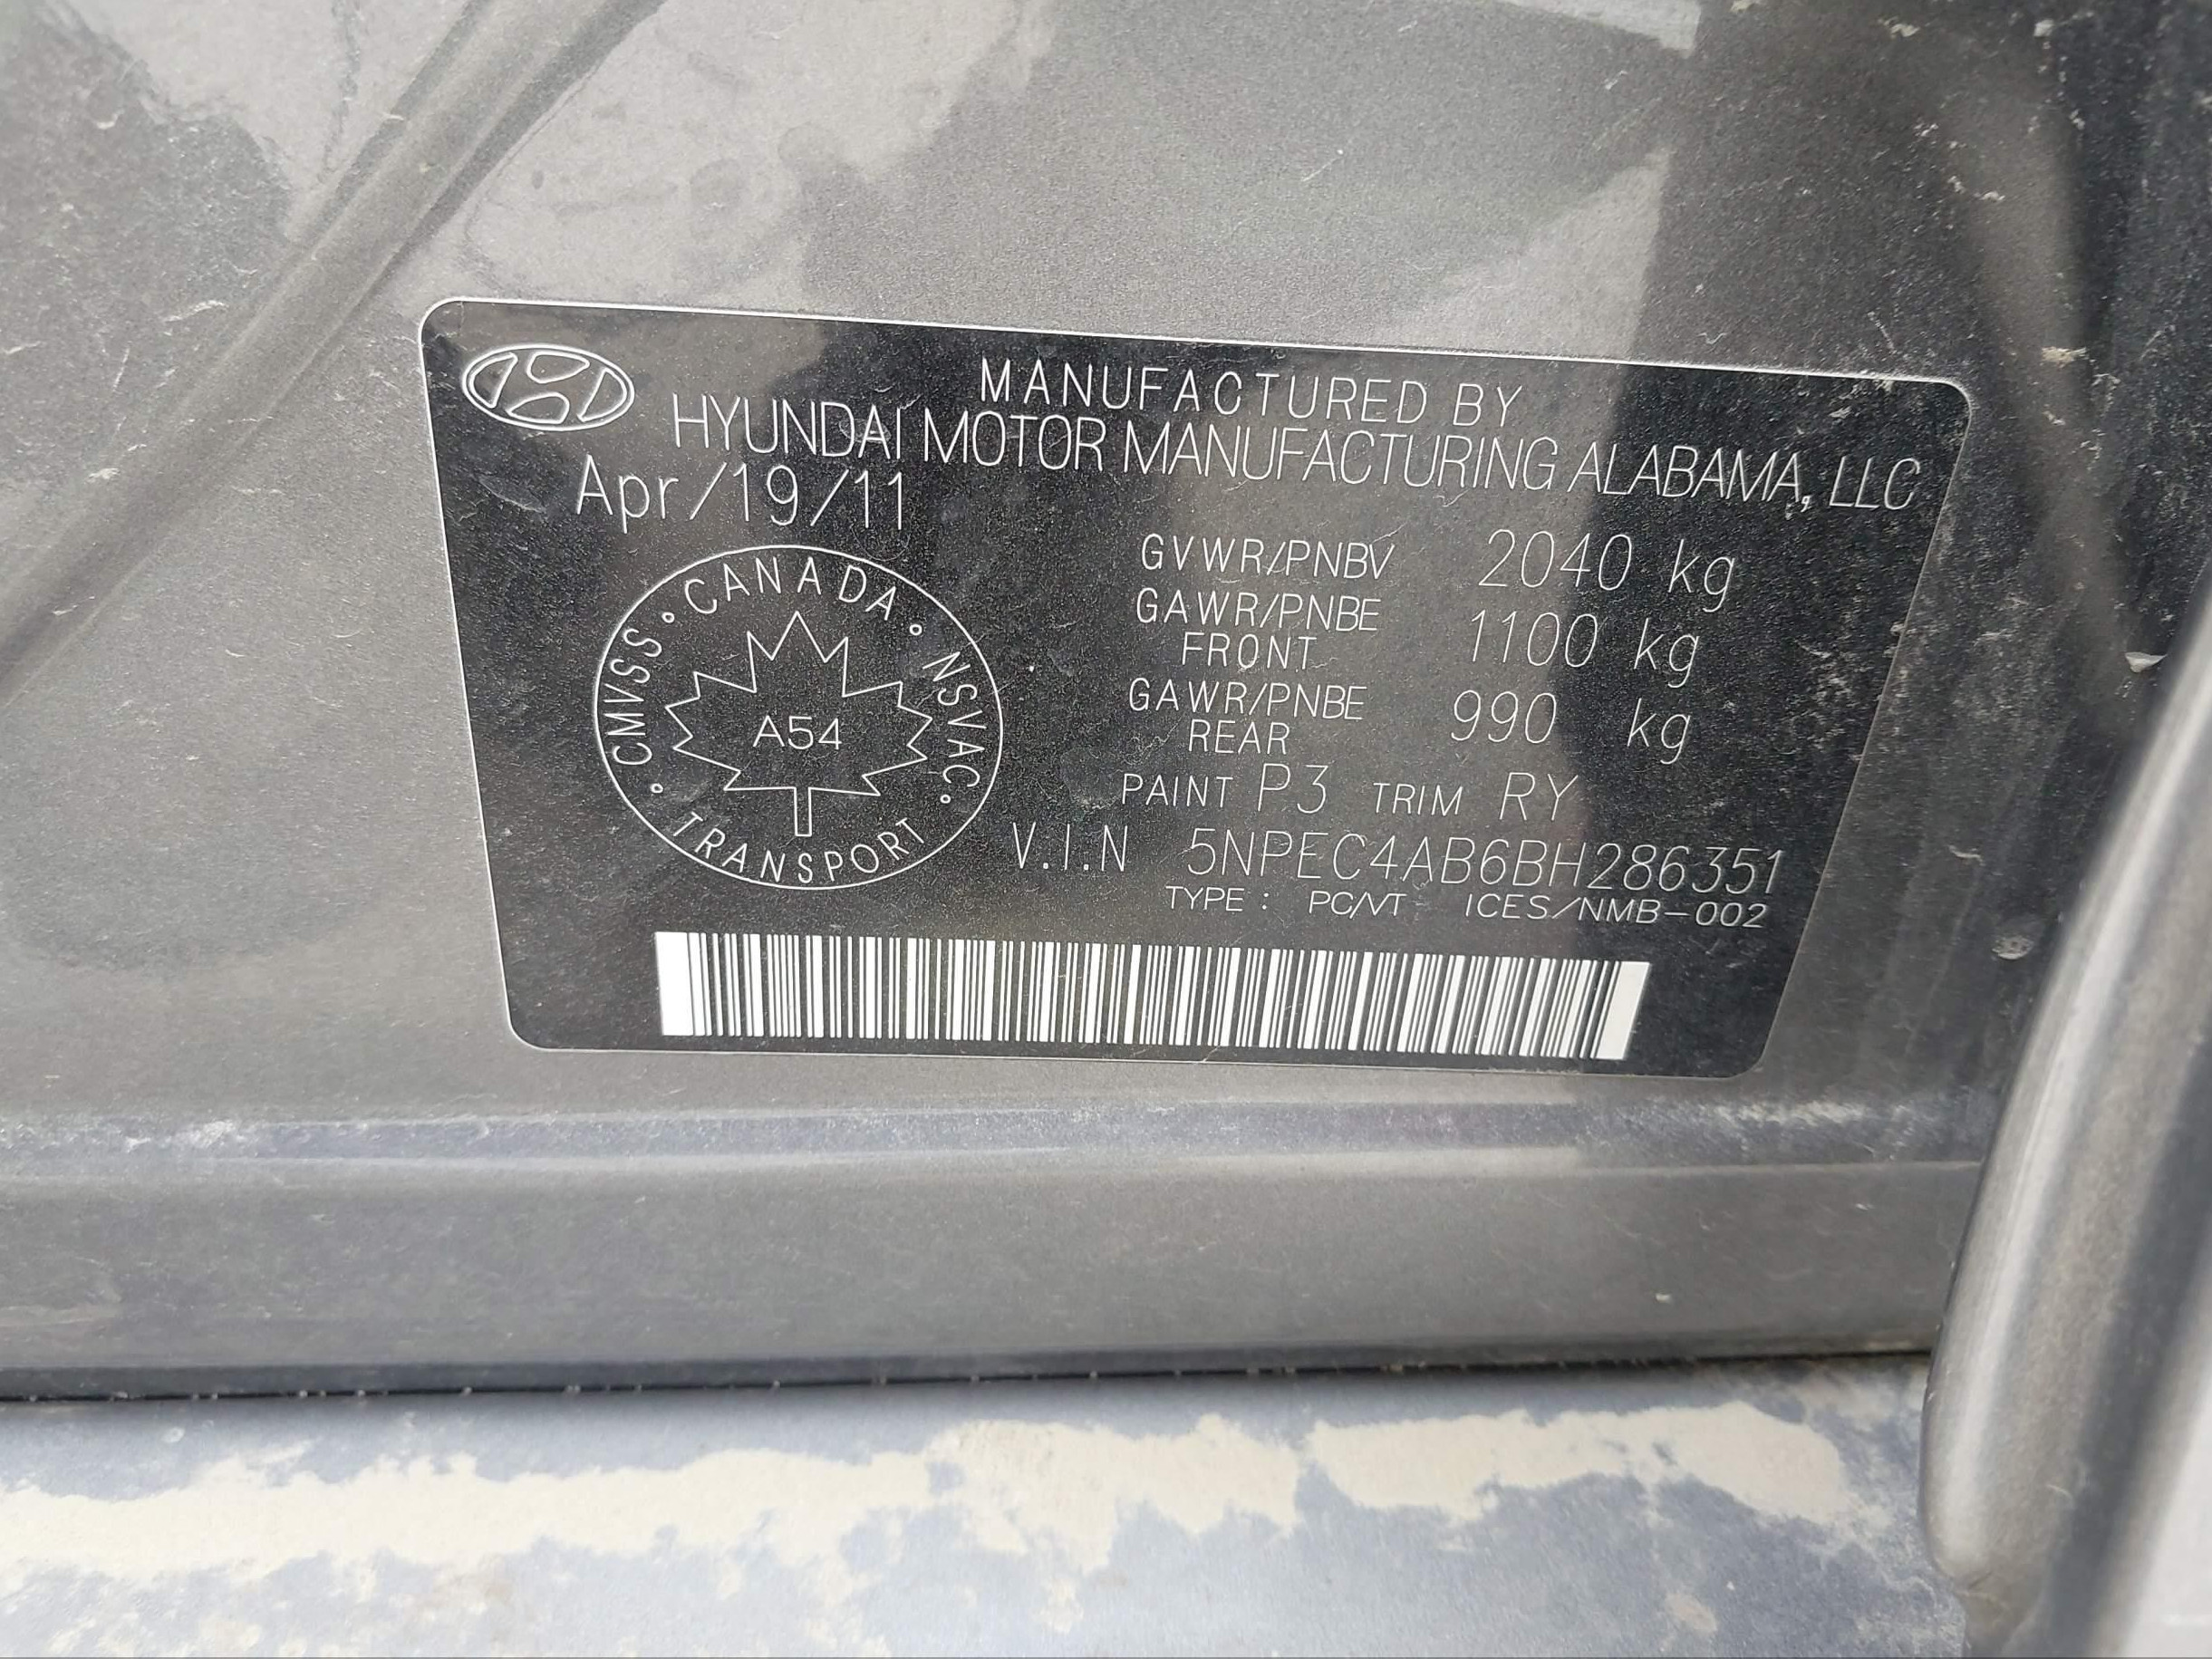 MANUFACTURED BY
HYUNDAI MOTOR MANUFACTURING ALABAMA, LLC
Apr/19/11
GVWR/PNBV 2040 kg
GAWR/PNBE FRONT 1100 kg
GAWR/PNBE REAR 990 kg
CANADA • NSVAC • TRANSPORT • CMVSS •
A54
PAINT P3 TRIM RY
V.I.N 5NPEC4AB6BH286351
TYPE : PC/VT ICES/NMB-002